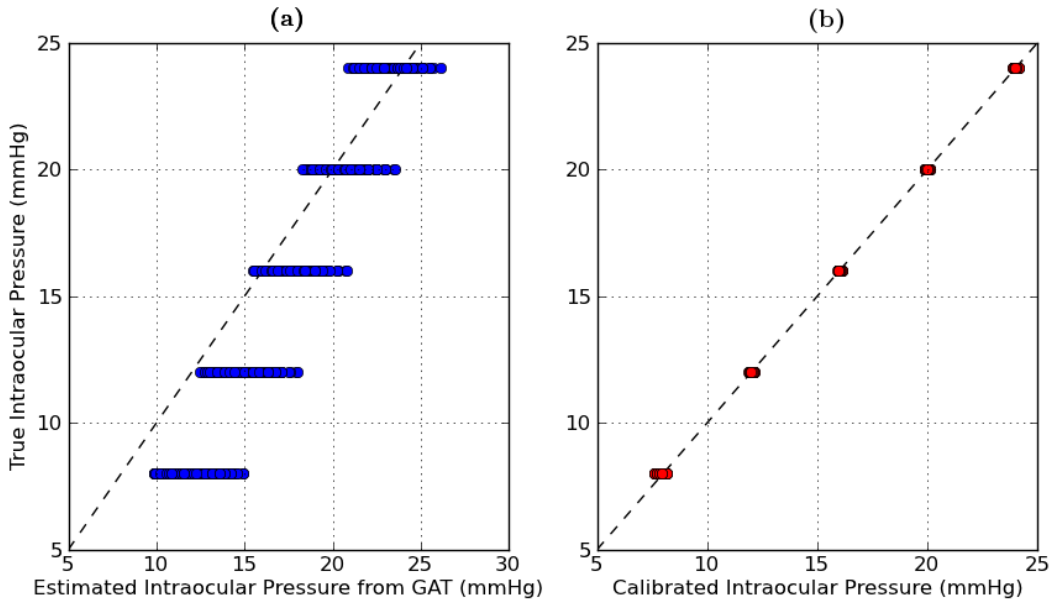 (a)
(b)
True Intraocular Pressure (mmHg)
25
20
15
10
5
5 10 15 20 25 30
Estimated Intraocular Pressure from GAT (mmHg)
25
20
15
10
5
5 10 15 20 25
Calibrated Intraocular Pressure (mmHg)